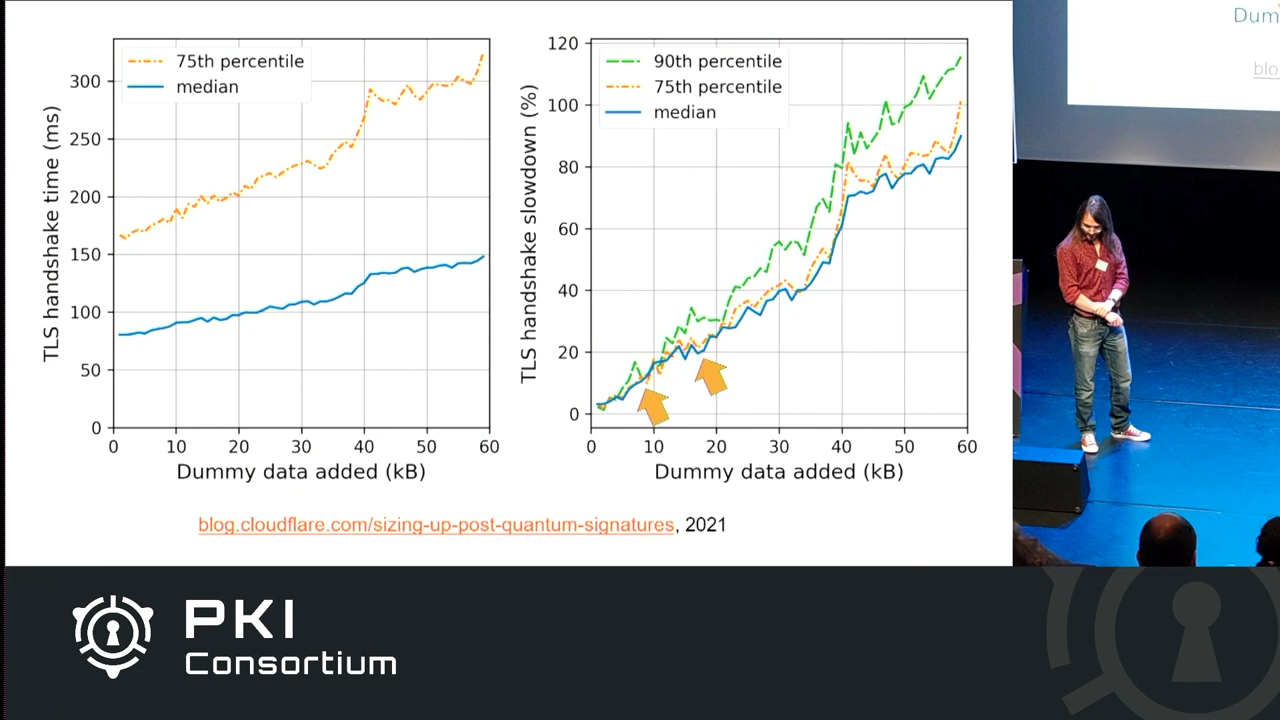 75th percentile
median
TLS handshake time (ms)
300
250
200
150
100
50
0
0 10 20 30 40 50 60
Dummy data added (kB)
90th percentile
75th percentile
median
TLS handshake slowdown (%)
120
100
80
60
40
20
0
0 10 20 30 40 50 60
Dummy data added (kB)
blog.cloudflare.com/sizing-up-post-quantum-signatures, 2021
Dum
blo
PKI
Consortium